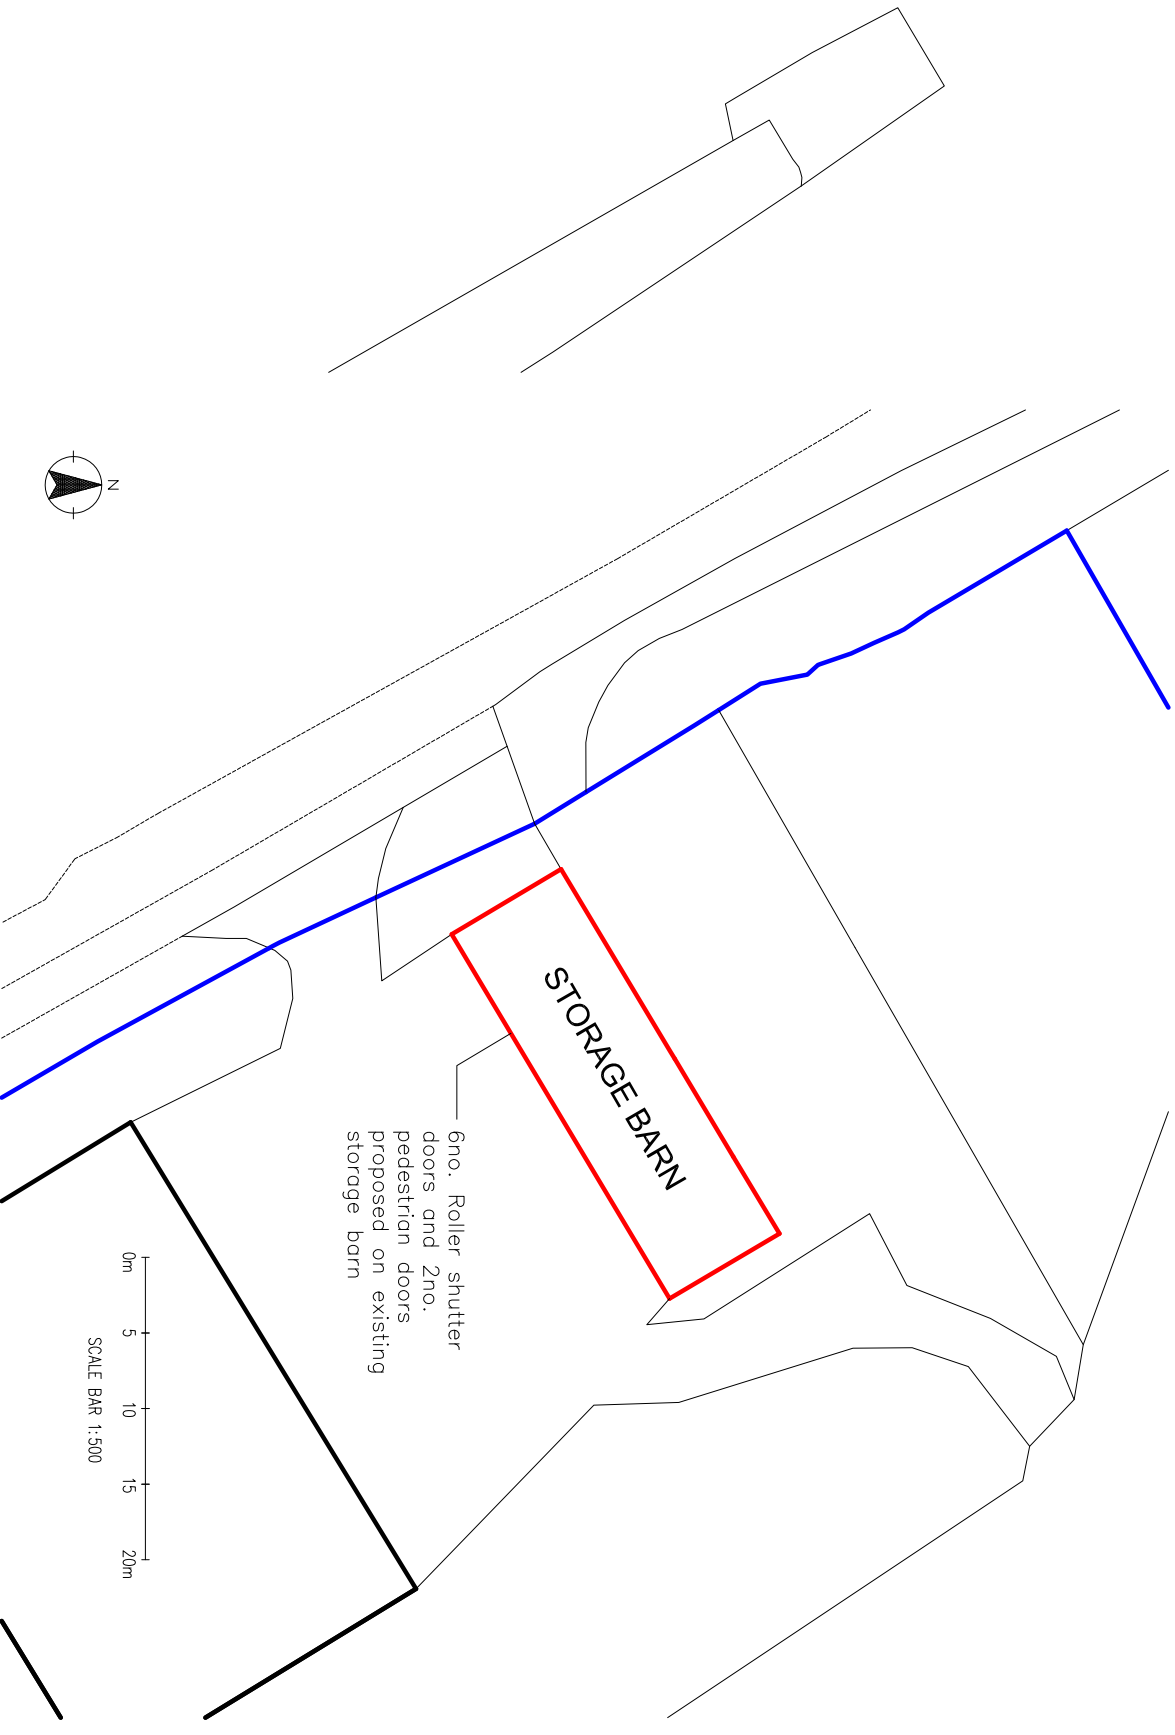 N
STORAGE BARN
6no. Roller shutter
doors and 2no.
pedestrian doors
proposed on existing
storage barn
0m 5 10 15 20m
SCALE BAR 1:500